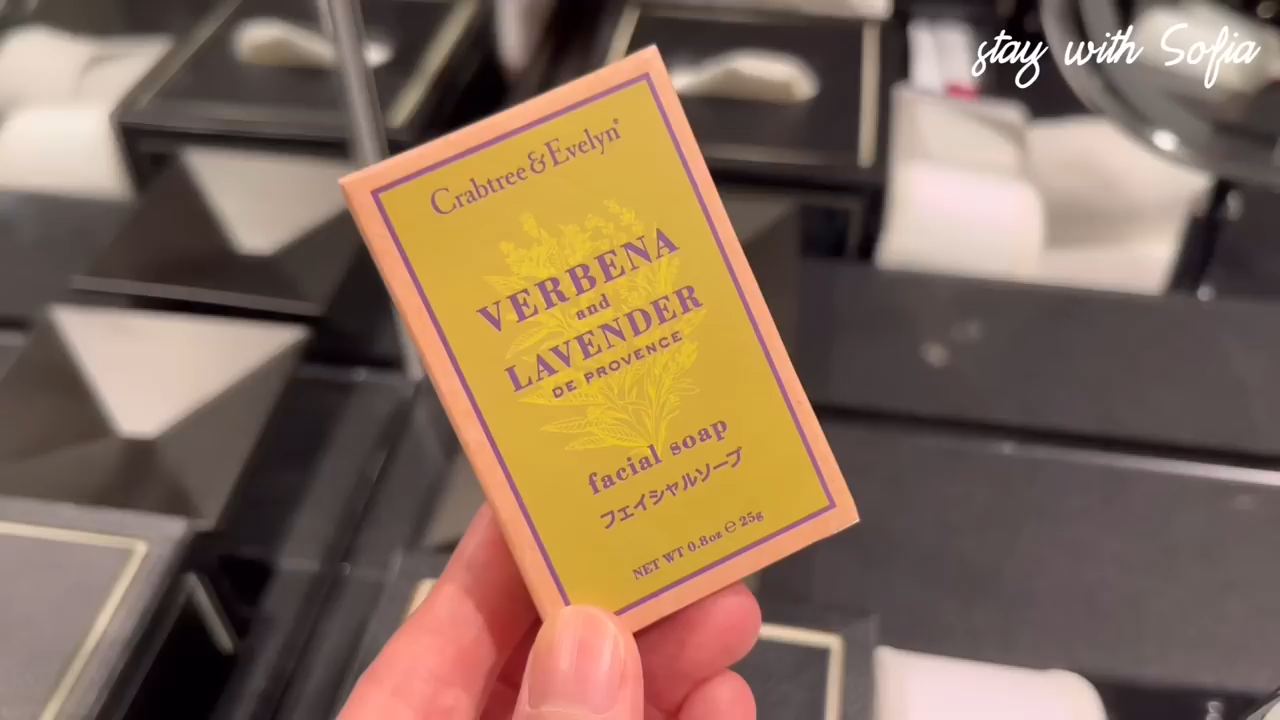 stay with Sofia
Crabtree & Evelyn®
VERBENA
and
LAVENDER
DE PROVENCE
facial soap
フェイシャルソープ
NET WT 0.8oz ℮ 25g